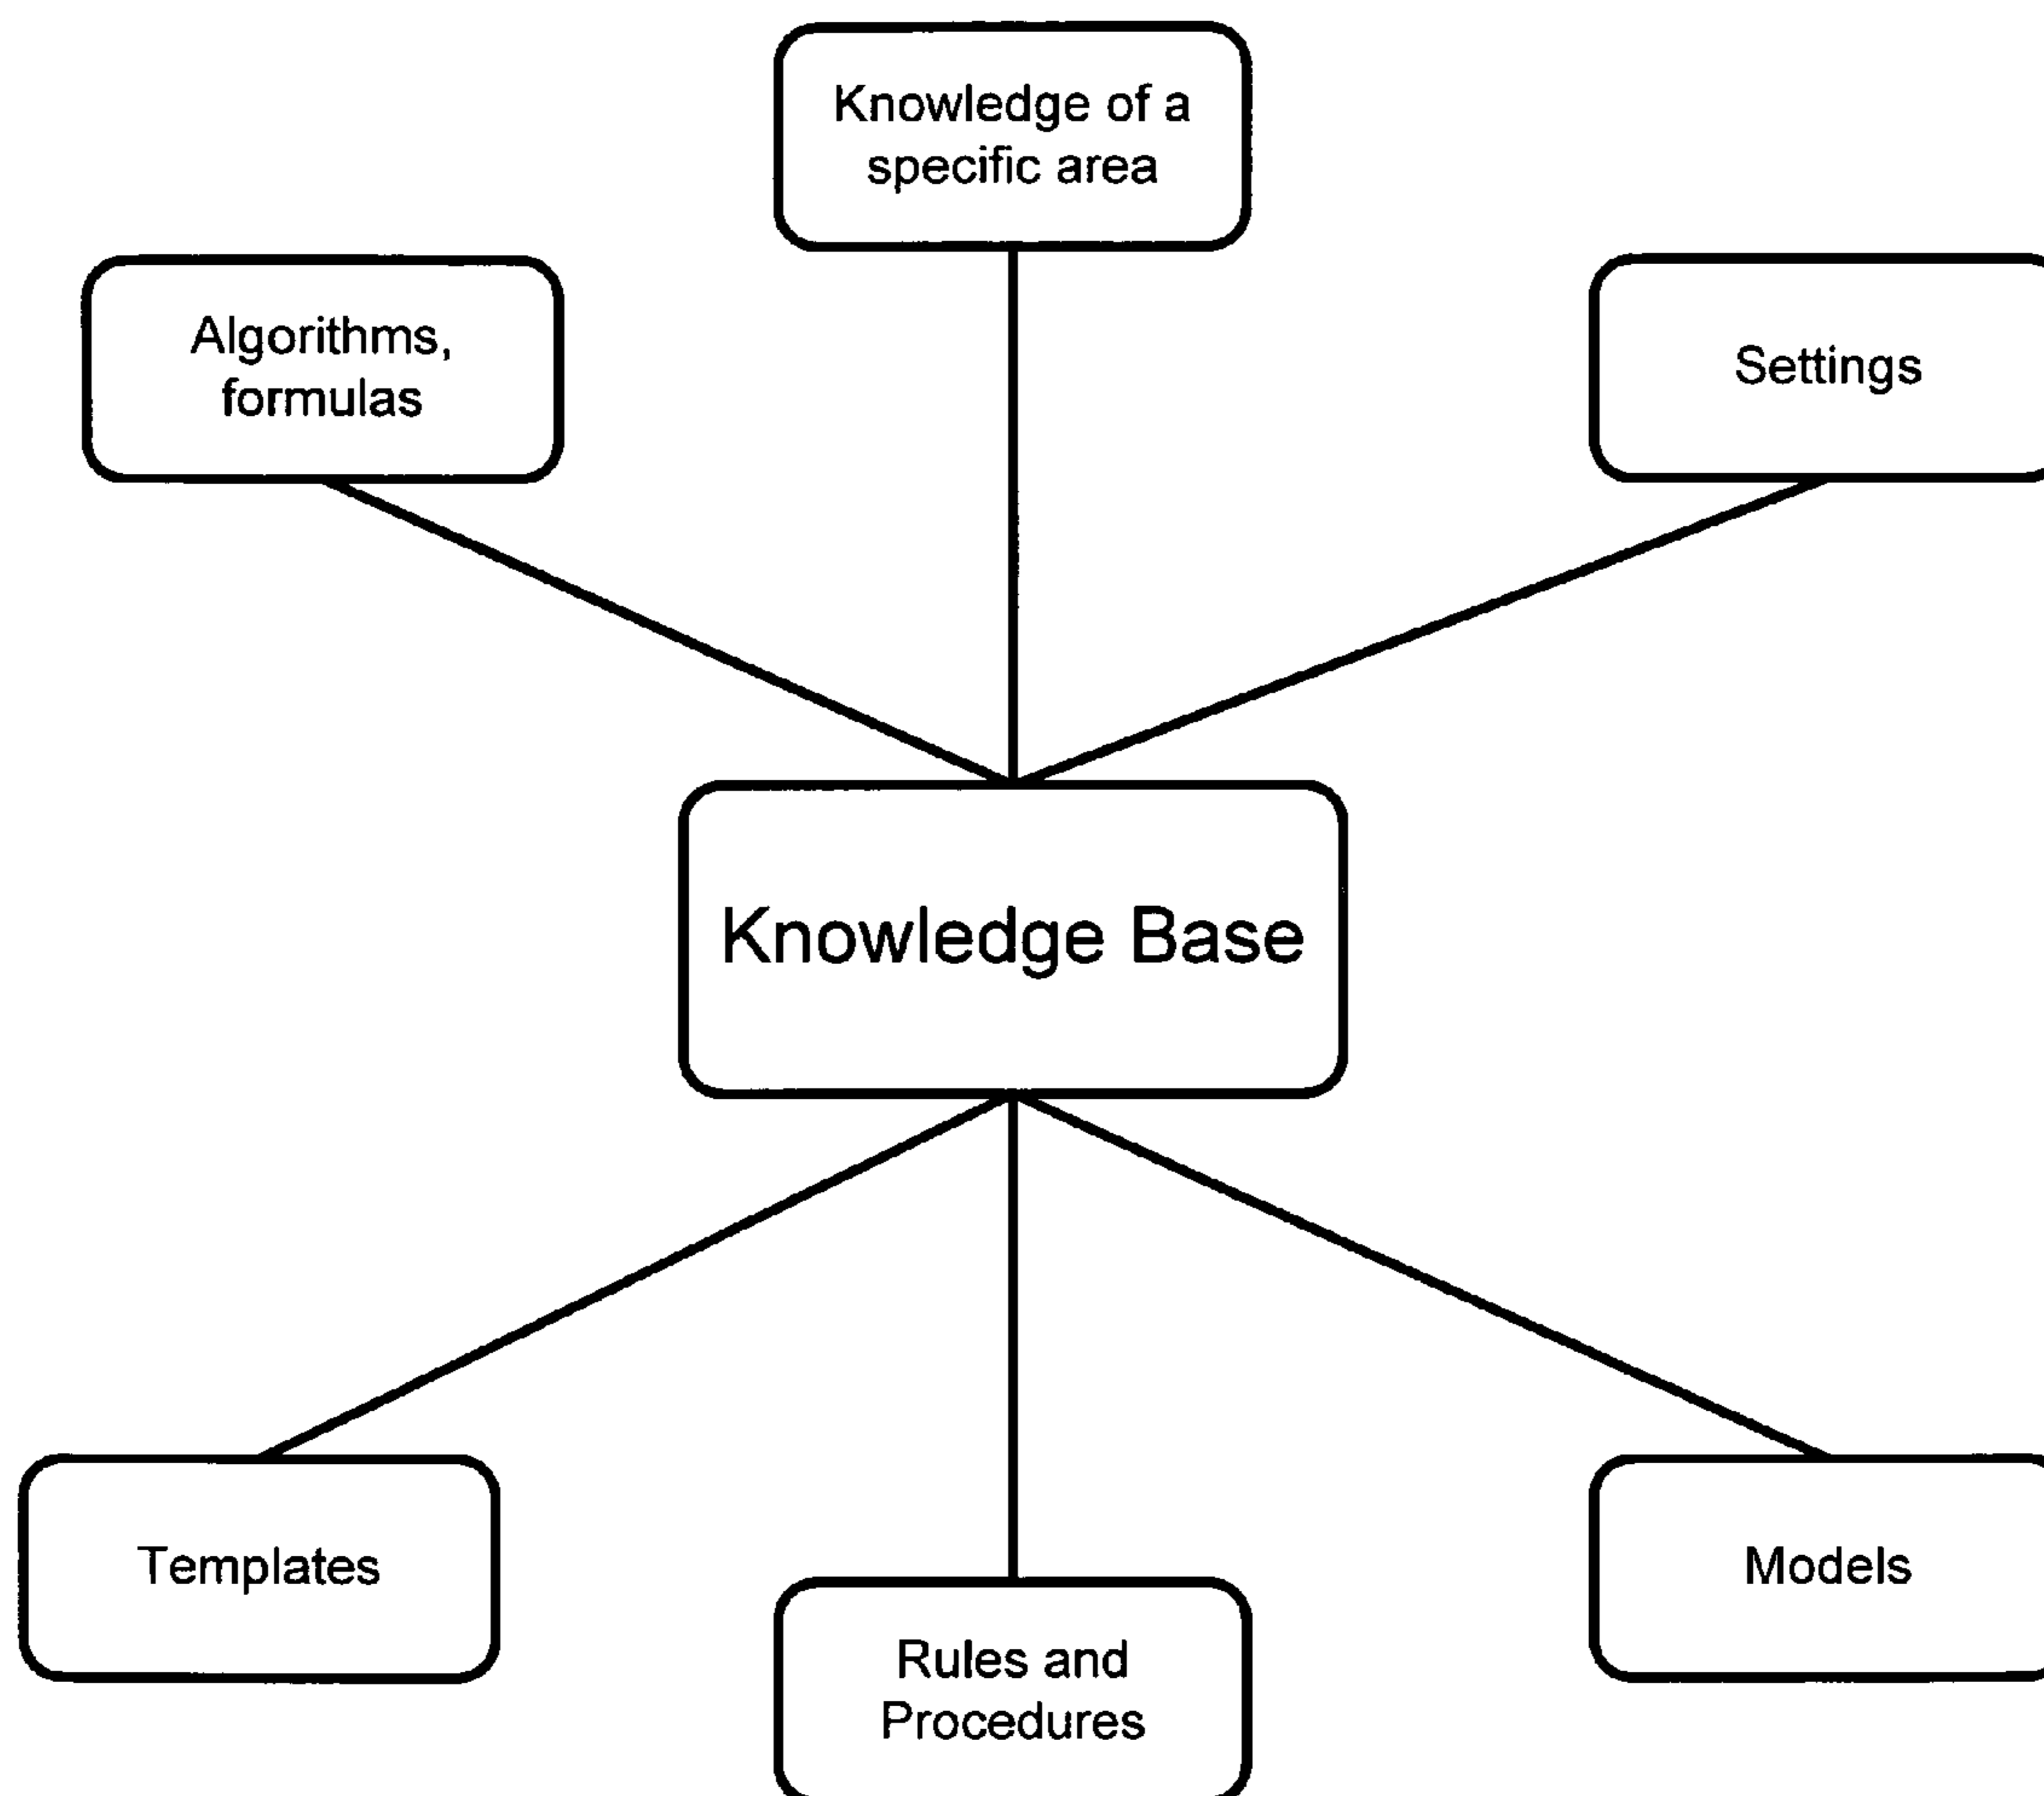 Knowledge of a
specific area
Algorithms,
formulas
Settings
Knowledge Base
Templates
Models
Rules and
Procedures